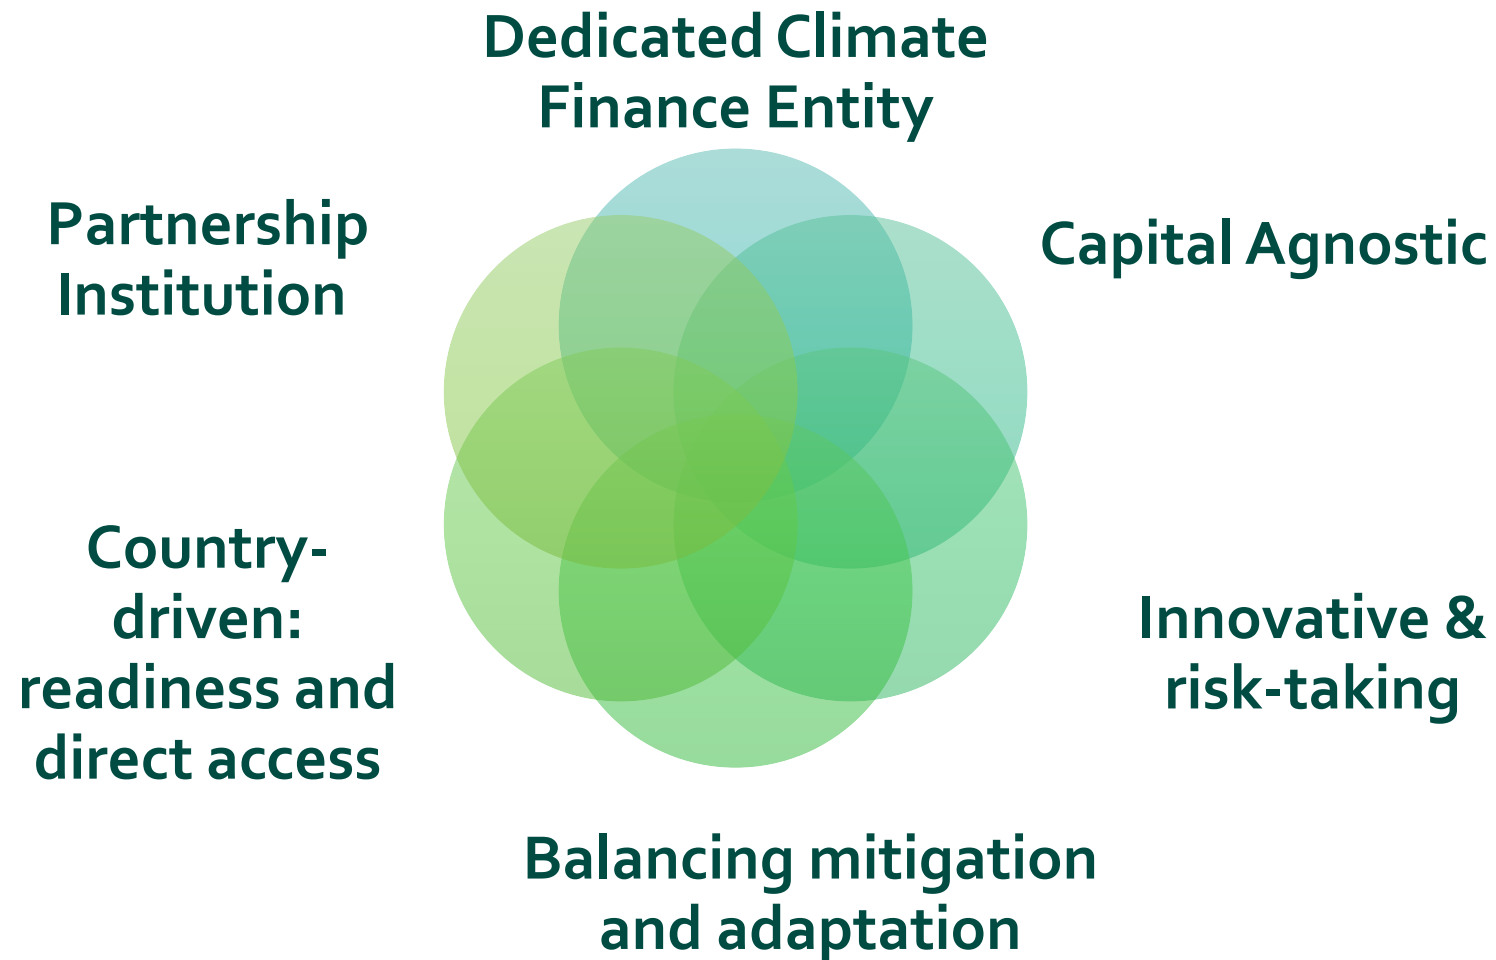 Dedicated Climate
Finance Entity
Partnership
Institution
Capital Agnostic
Country-
driven:
readiness and
direct access
Innovative &
risk-taking
Balancing mitigation
and adaptation